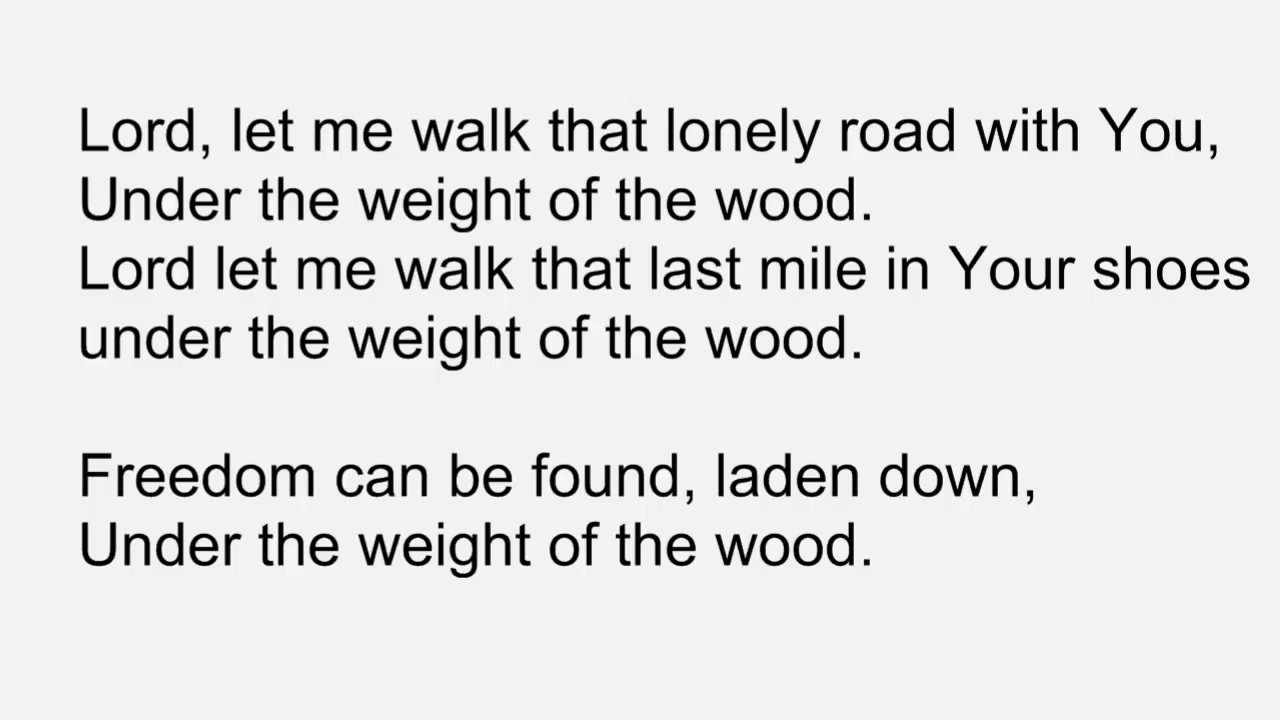 Lord, let me walk that lonely road with You,
Under the weight of the wood.
Lord let me walk that last mile in Your shoes
under the weight of the wood.
Freedom can be found, laden down,
Under the weight of the wood.